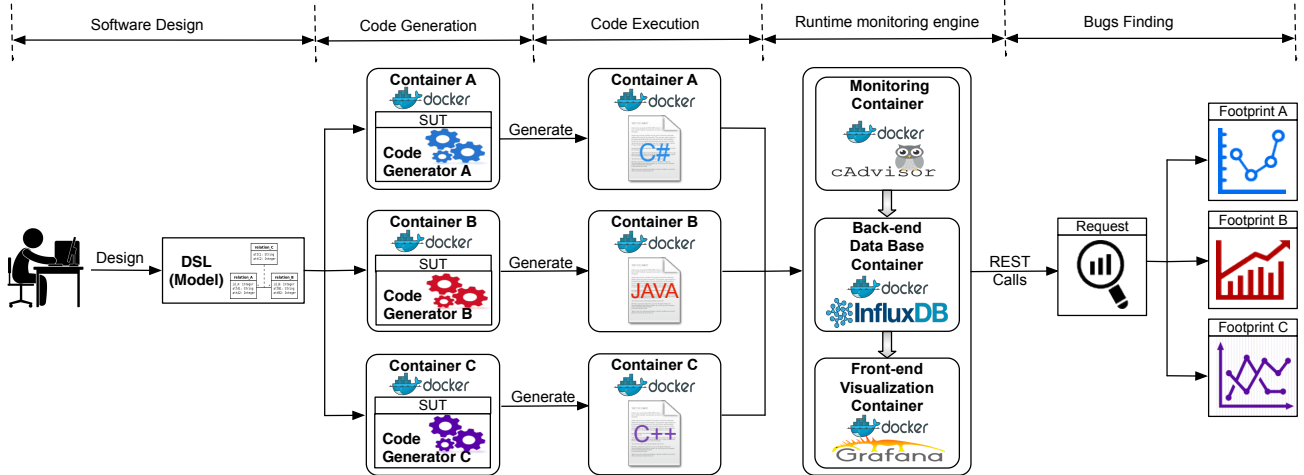 Software Design
Code Generation
Code Execution
Runtime monitoring engine
Bugs Finding
Design
DSL
(Model)
relation_C
relation_A
relation_B
Container A
docker
SUT
Code
Generator A
Generate
Container A
docker
C#
Container B
docker
SUT
Code
Generator B
Generate
Container B
docker
JAVA
Container C
docker
SUT
Code
Generator C
Generate
Container C
docker
C++
Monitoring
Container
docker
cAdvisor
Back-end
Data Base
Container
docker
InfluxDB
Front-end
Visualization
Container
docker
Grafana
REST
Calls
Request
Footprint A
Footprint B
Footprint C